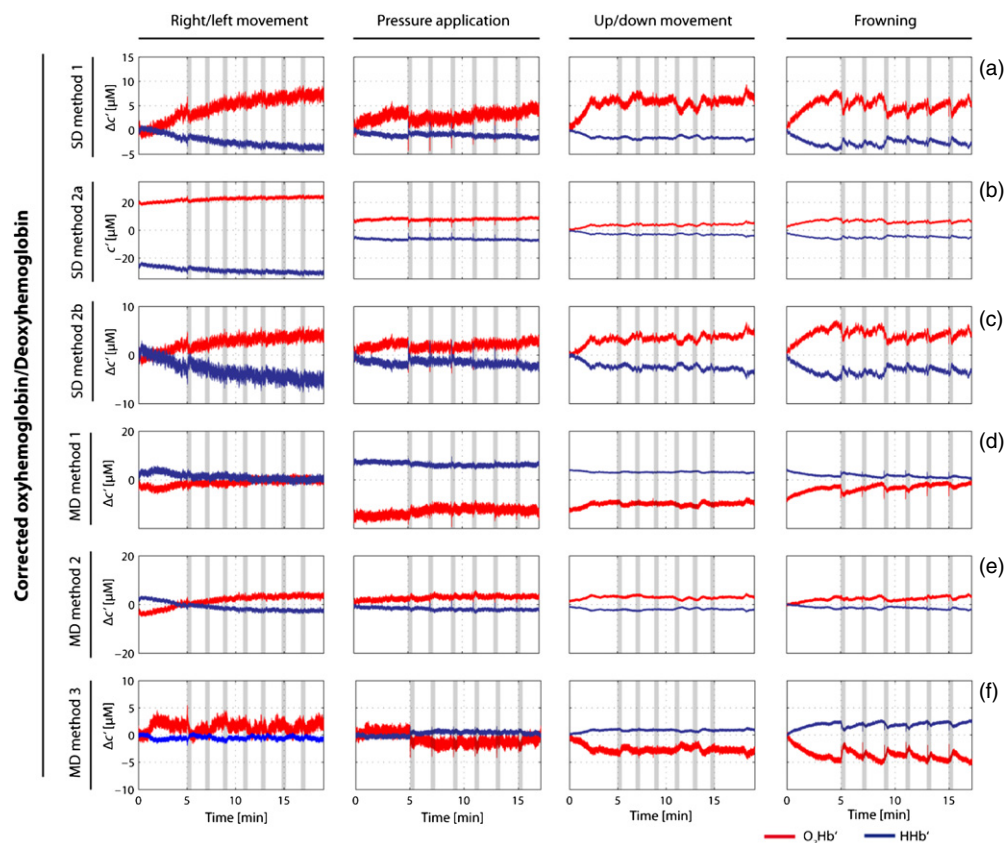 Right/left movement
Pressure application
Up/down movement
Frowning
Corrected oxyhemoglobin/Deoxyhemoglobin
SD method 1
Δc' [μM]
15
10
5
0
−5
(a)
SD method 2a
c' [μM]
20
0
−20
(b)
SD method 2b
Δc' [μM]
10
0
−10
(c)
MD method 1
Δc' [μM]
20
0
(d)
MD method 2
Δc' [μM]
20
0
−20
(e)
MD method 3
Δc' [μM]
10
5
0
−5
−10
(f)
0 5 10 15
0 5 10 15
0 5 10 15
0 5 10 15
Time [min]
Time [min]
Time [min]
Time [min]
O₂Hb'
HHb'